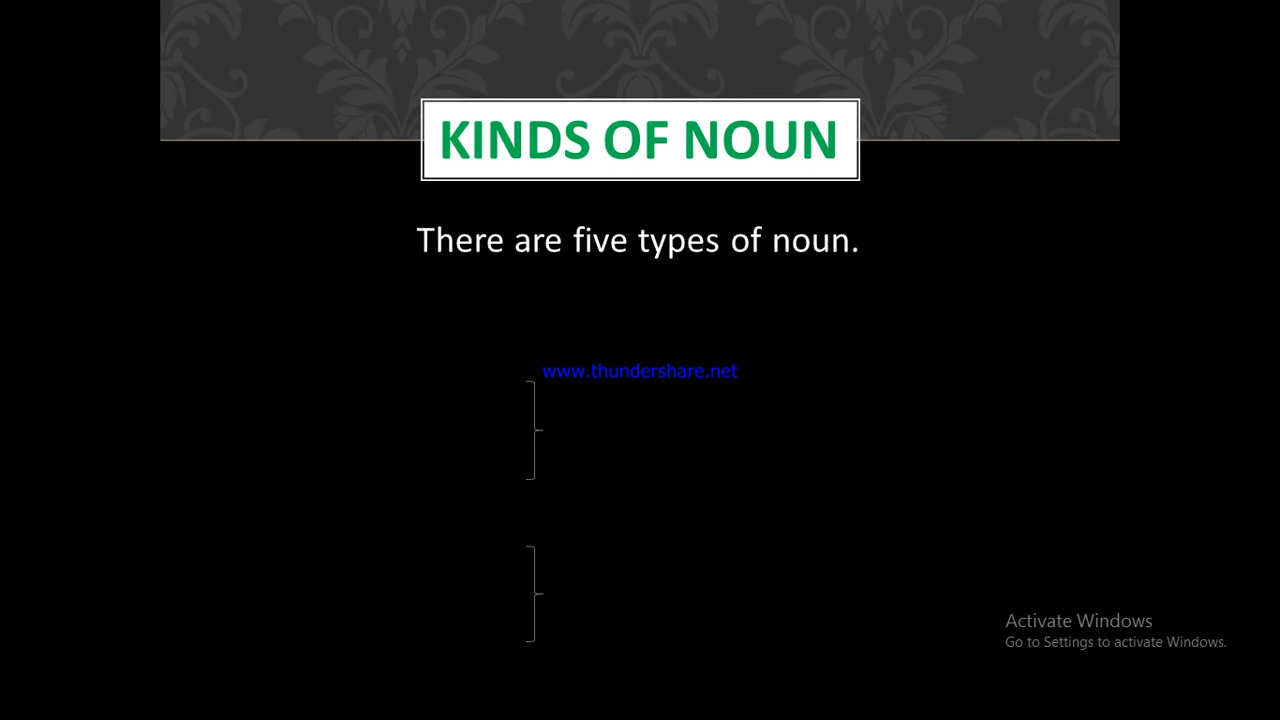 KINDS OF NOUN
There are five types of noun.
www.thundershare.net
Activate Windows
Go to Settings to activate Windows.